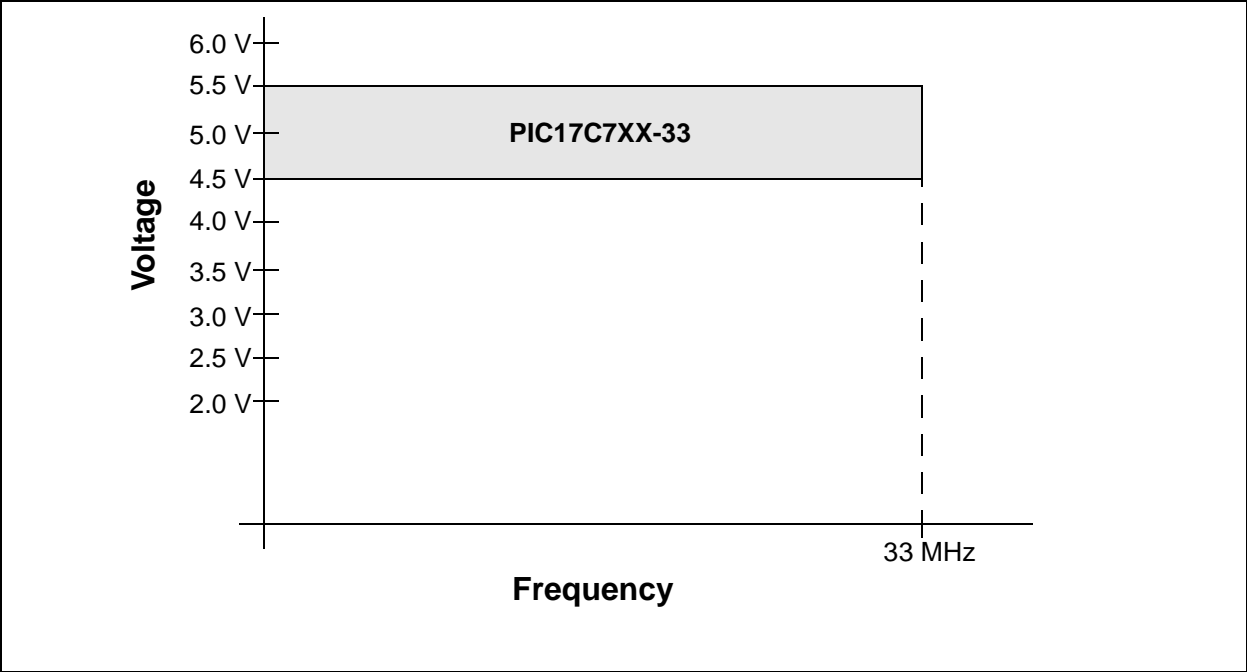 6.0 V
5.5 V
5.0 V
PIC17C7XX-33
4.5 V
4.0 V
Voltage
3.5 V
3.0 V
2.5 V
2.0 V
33 MHz
Frequency